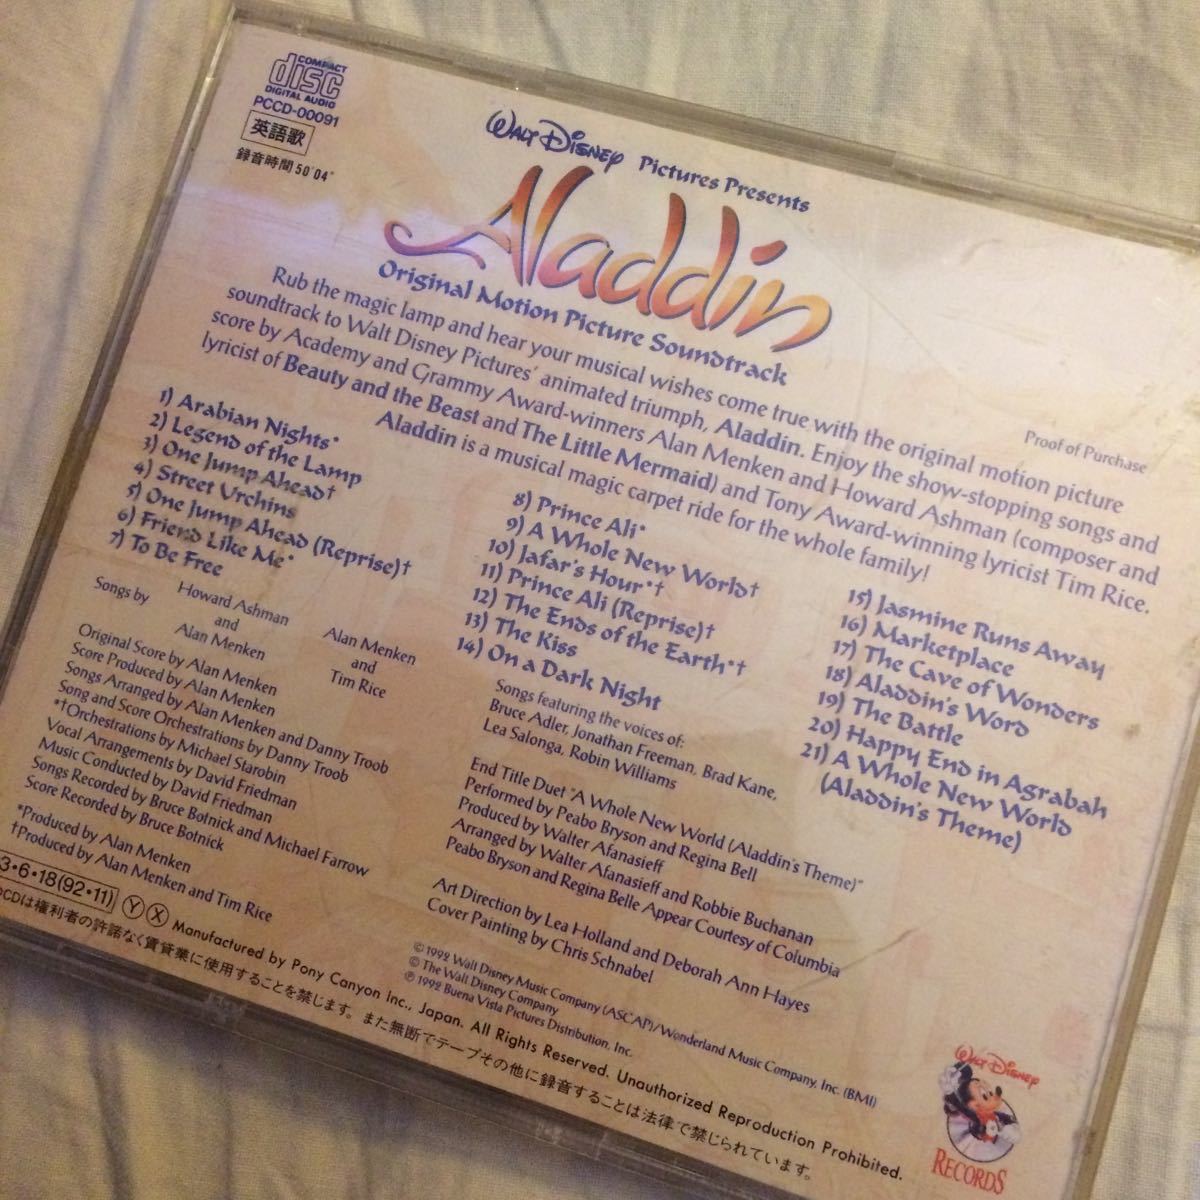 COMPACT
disc
DIGITAL AUDIO
PCCD-00091
英語歌
録音時間50'04"
WALT DISNEY Pictures Presents
Aladdin
Original Motion Picture Soundtrack
Proof of Purchase
Rub the magic lamp and hear your musical wishes come true with the original motion picture
soundtrack to Walt Disney Pictures' animated triumph, Aladdin. Enjoy the show-stopping songs and
score by Academy and Grammy Award-winners Alan Menken and Howard Ashman (composer and
lyricist of Beauty and the Beast and The Little Mermaid) and Tony Award-winning lyricist Tim Rice.
Aladdin is a musical magic carpet ride for the whole family!
1) Arabian Nights*
2) Legend of the Lamp
3) One Jump Ahead†
4) Street Urchins
5) One Jump Ahead (Reprise)†
6) Friend Like Me*
7) To Be Free
8) Prince Ali*
9) A Whole New World†
10) Jafar's Hour*†
11) Prince Ali (Reprise)†
12) The Ends of the Earth*†
13) The Kiss
14) On a Dark Night
15) Jasmine Runs Away
16) Marketplace
17) The Cave of Wonders
18) Aladdin's Word
19) The Battle
20) Happy End in Agrabah
21) A Whole New World
(Aladdin's Theme)
Songs by
Howard Ashman
and
Alan Menken
Alan Menken
and
Tim Rice
Original Score by Alan Menken
Score Produced by Alan Menken
Songs Arranged by Alan Menken and Danny Troob
Song and Score Orchestrations by Danny Troob
*†Orchestrations by Michael Starobin
Vocal Arrangements by David Friedman
Music Conducted by David Friedman
Songs Recorded by Bruce Botnick and Michael Farrow
Score Recorded by Bruce Botnick
*Produced by Alan Menken
†Produced by Alan Menken and Tim Rice
Songs featuring the voices of:
Bruce Adler, Jonathan Freeman, Brad Kane,
Lea Salonga, Robin Williams
End Title Duet "A Whole New World (Aladdin's Theme)"
Performed by Peabo Bryson and Regina Bell
Produced by Walter Afanasieff
Arranged by Walter Afanasieff and Robbie Buchanan
Peabo Bryson and Regina Belle Appear Courtesy of Columbia
Art Direction by Lea Holland and Deborah Ann Hayes
Cover Painting by Chris Schnabel
© 1992 Walt Disney Music Company (ASCAP)/Wonderland Music Company, Inc. (BMI)
© The Walt Disney Company
℗ 1992 Buena Vista Pictures Distribution, Inc.
3・6・18(92・11) Y X Manufactured by Pony Canyon Inc., Japan. All Rights Reserved. Unauthorized Reproduction Prohibited.
CDは権利者の許諾なく賃貸業に使用することを禁じます。また無断でテープその他に録音することは法律で禁じられています。
WALT DISNEY
RECORDS